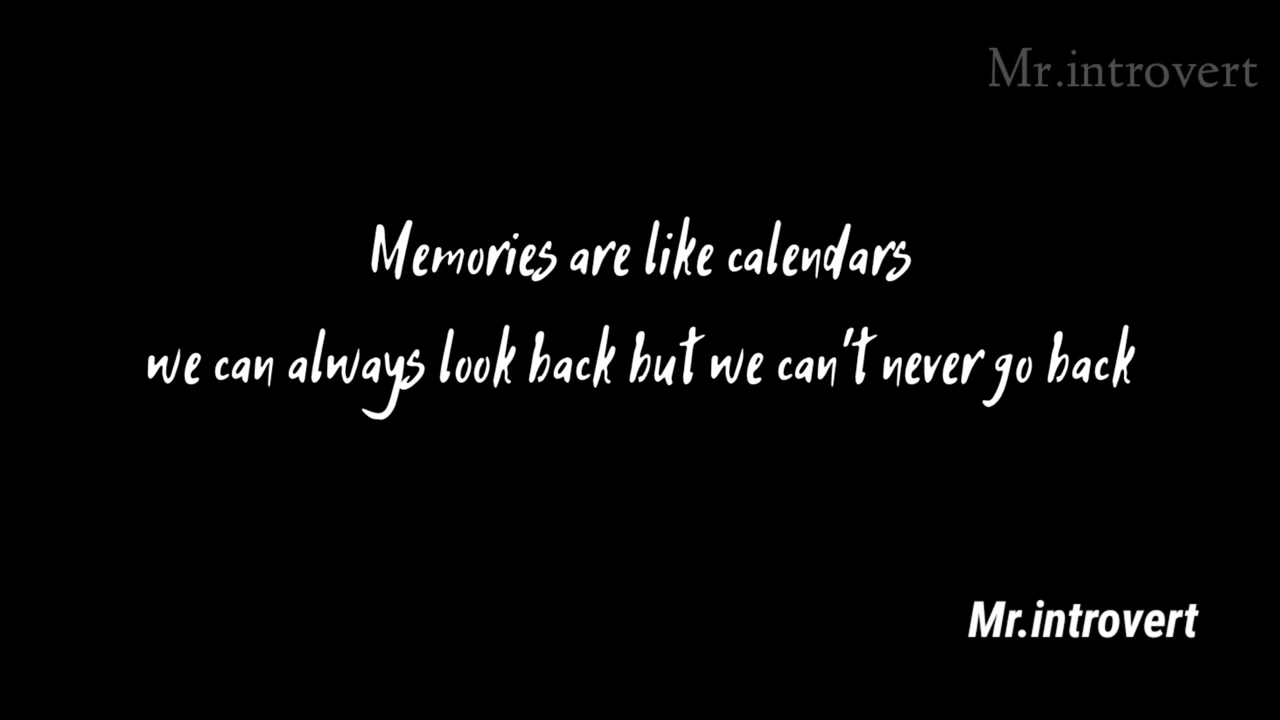 Mr.introvert
Memories are like calendars
we can always look back but we can't never go back
Mr.introvert